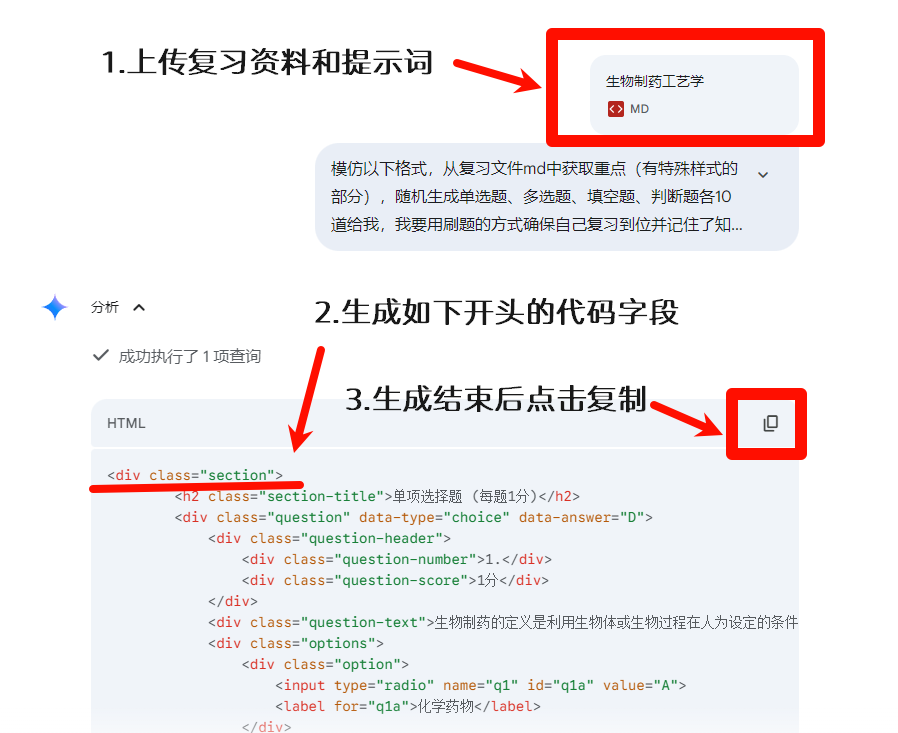 1.上传复习资料和提示词
生物制药工艺学
MD
模仿以下格式，从复习文件md中获取重点（有特殊样式的
部分），随机生成单选题、多选题、填空题、判断题各10
道给我，我要用刷题的方式确保自己复习到位并记住了知...
分析
2.生成如下开头的代码字段
成功执行了 1 项查询
3.生成结束后点击复制
HTML
<div class="section">
<h2 class="section-title">单项选择题 (每题1分)</h2>
<div class="question" data-type="choice" data-answer="D">
<div class="question-header">
<div class="question-number">1.</div>
<div class="question-score">1分</div>
</div>
<div class="question-text">生物制药的定义是利用生物体或生物过程在人为设定的条件
<div class="options">
<div class="option">
<input type="radio" name="q1" id="q1a" value="A">
<label for="q1a">化学药物</label>
</div>